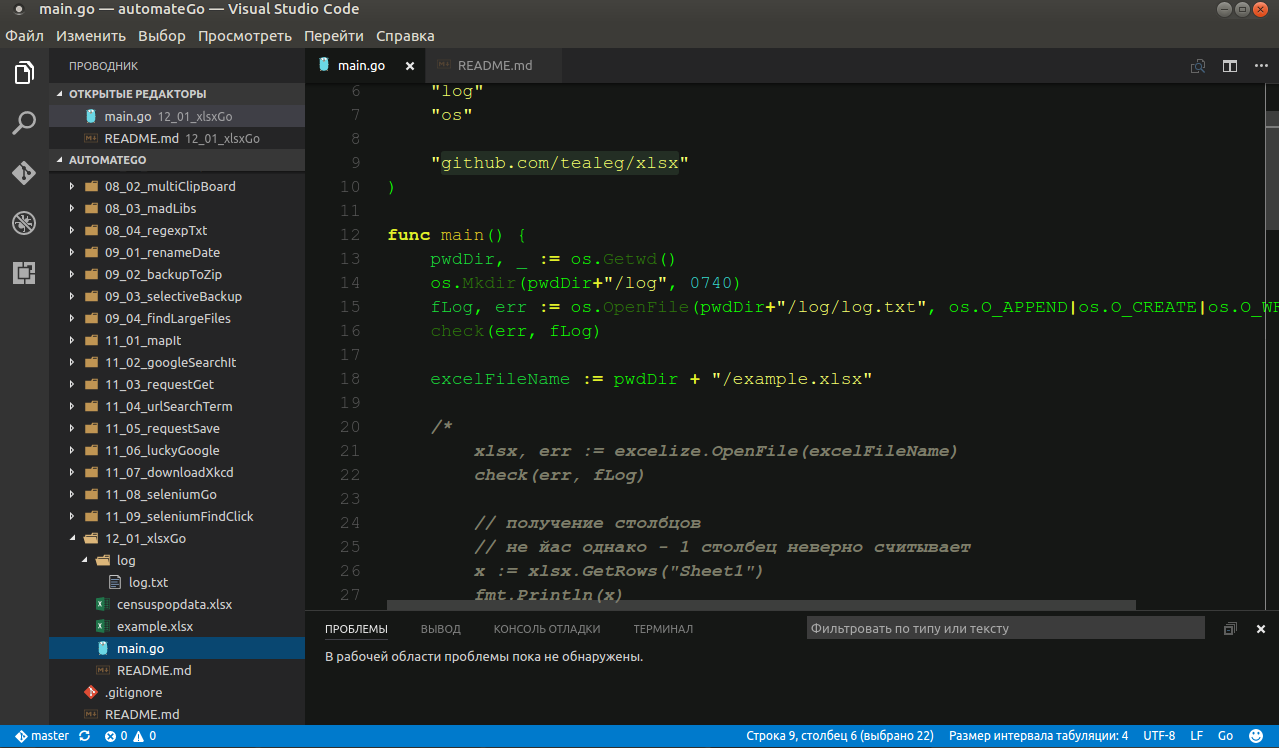 main.go — automateGo — Visual Studio Code
Файл Изменить Выбор Просмотреть Перейти Справка
ПРОВОДНИК
ОТКРЫТЫЕ РЕДАКТОРЫ
main.go 12_01_xlsxGo
README.md 12_01_xlsxGo
AUTOMATEGO
08_02_multiClipBoard
08_03_madLibs
08_04_regexpTxt
09_01_renameDate
09_02_backupToZip
09_03_selectiveBackup
09_04_findLargeFiles
11_01_mapIt
11_02_googleSearchIt
11_03_requestGet
11_04_urlSearchTerm
11_05_requestSave
11_06_luckyGoogle
11_07_downloadXkcd
11_08_seleniumGo
11_09_seleniumFindClick
12_01_xlsxGo
log
log.txt
censuspopdata.xlsx
example.xlsx
main.go
README.md
.gitignore
README.md
main.go README.md
6 "log"
7 "os"
8
9 "github.com/tealeg/xlsx"
10 )
11
12 func main() {
13 pwdDir, _ := os.Getwd()
14 os.Mkdir(pwdDir+"/log", 0740)
15 fLog, err := os.OpenFile(pwdDir+"/log/log.txt", os.O_APPEND|os.O_CREATE|os.O_WR
16 check(err, fLog)
17
18 excelFileName := pwdDir + "/example.xlsx"
19
20 /*
21 xlsx, err := excelize.OpenFile(excelFileName)
22 check(err, fLog)
23
24 // получение столбцов
25 // не йас однако - 1 столбец неверно считывает
26 x := xlsx.GetRows("Sheet1")
27 fmt.Println(x)
ПРОБЛЕМЫ ВЫВОД КОНСОЛЬ ОТЛАДКИ ТЕРМИНАЛ Фильтровать по типу или тексту
В рабочей области проблемы пока не обнаружены.
master 0 0 Строка 9, столбец 6 (выбрано 22) Размер интервала табуляции: 4 UTF-8 LF Go